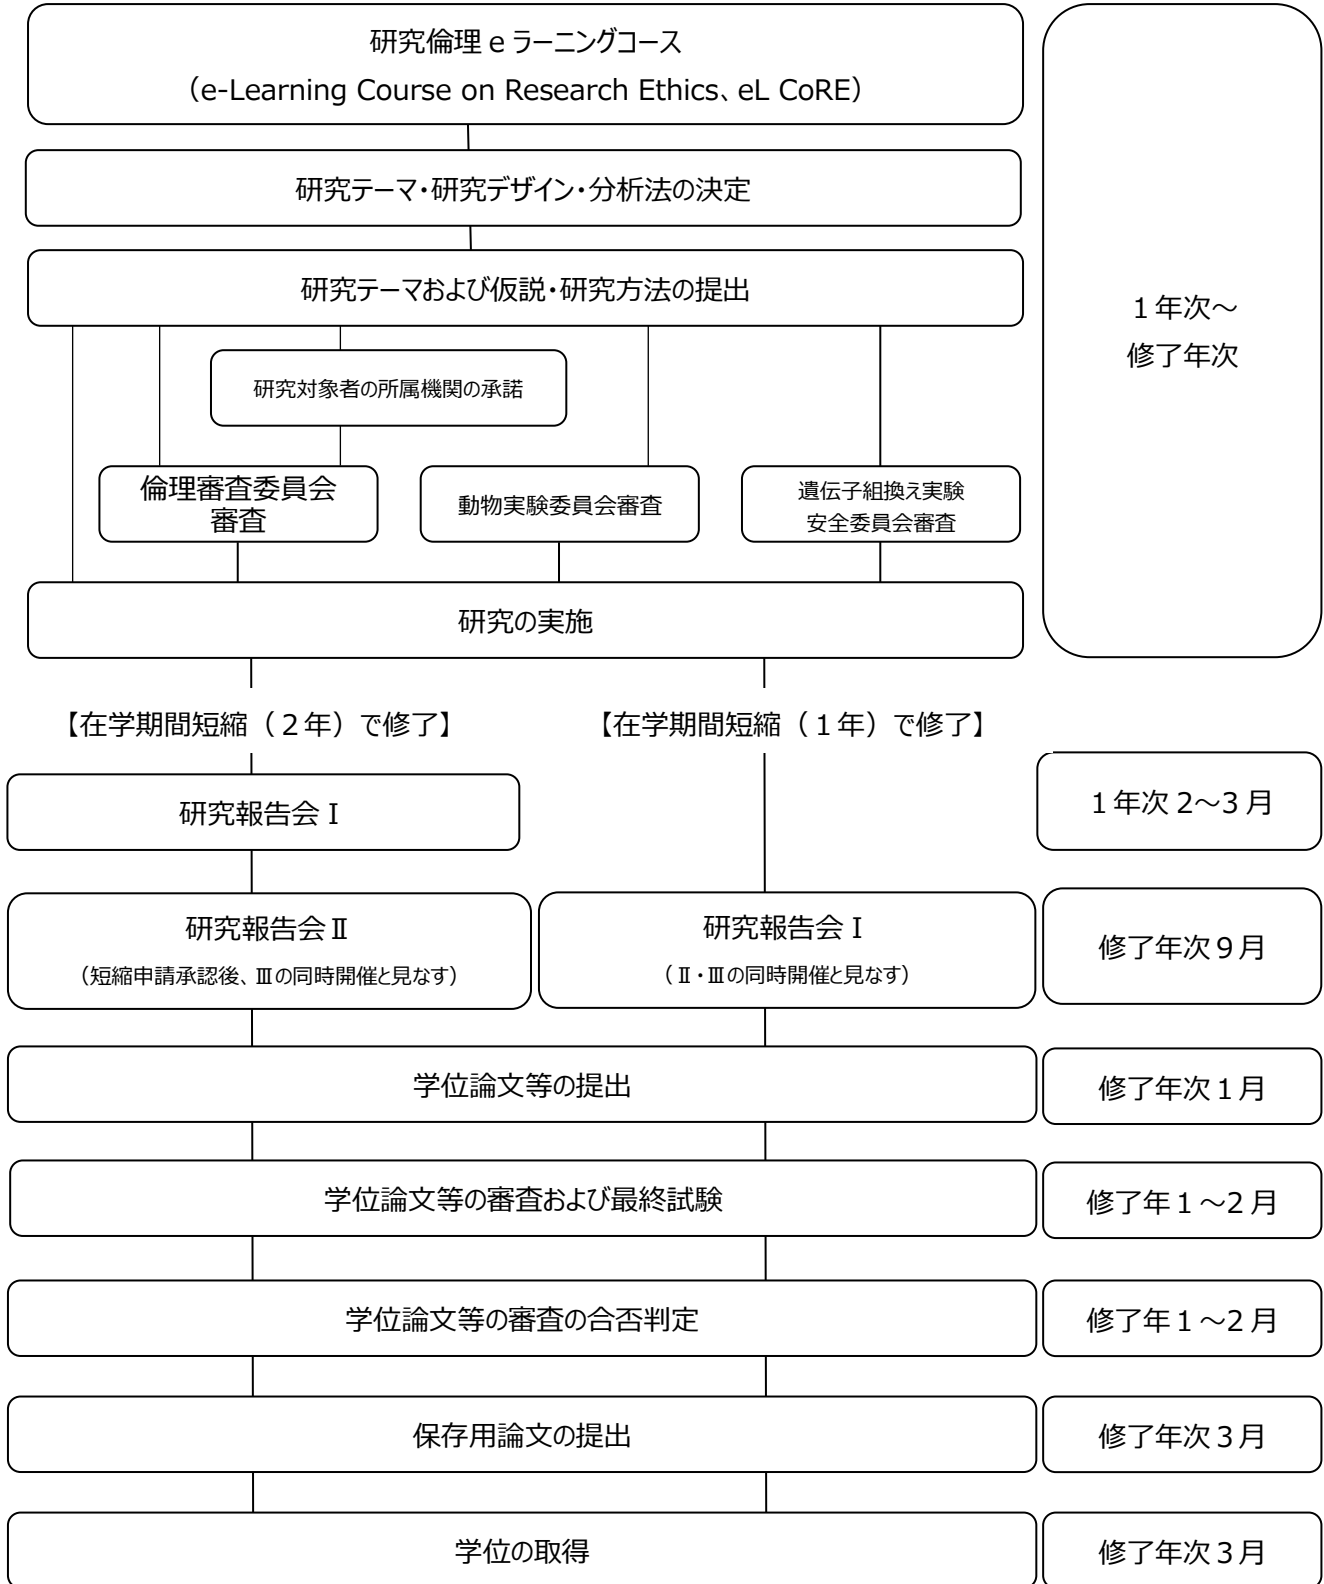 研究倫理 e ラーニングコース
（e-Learning Course on Research Ethics、eL CoRE）
研究テーマ・研究デザイン・分析法の決定
研究テーマおよび仮説・研究方法の提出
１年次～
修了年次
研究対象者の所属機関の承諾
倫理審査委員会
審査
動物実験委員会審査
遺伝子組換え実験
安全委員会審査
研究の実施
【在学期間短縮（２年）で修了】
【在学期間短縮（１年）で修了】
研究報告会Ⅰ
１年次 2～3 月
研究報告会Ⅱ
（短縮申請承認後、Ⅲの同時開催と見なす）
研究報告会Ⅰ
（Ⅱ・Ⅲの同時開催と見なす）
修了年次９月
学位論文等の提出
修了年次１月
学位論文等の審査および最終試験
修了年１～２月
学位論文等の審査の合否判定
修了年１～２月
保存用論文の提出
修了年次３月
学位の取得
修了年次３月